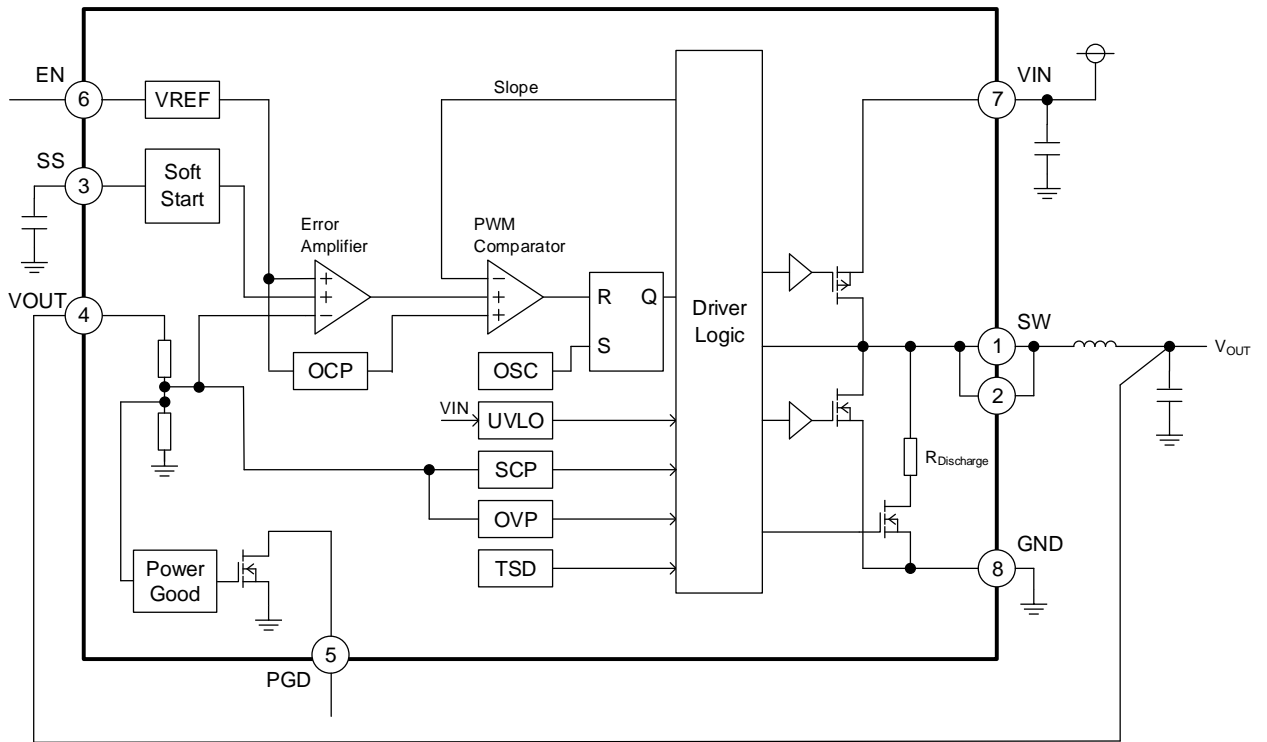 EN
6
VREF
Slope
7
VIN
SS
3
Soft
Start
Error
Amplifier
PWM
Comparator
VOUT
4
+
+
−
−
+
+
R
Q
S
Driver
Logic
SW
1
2
VOUT
OCP
OSC
VIN
UVLO
SCP
OVP
TSD
RDischarge
GND
8
Power
Good
5
PGD